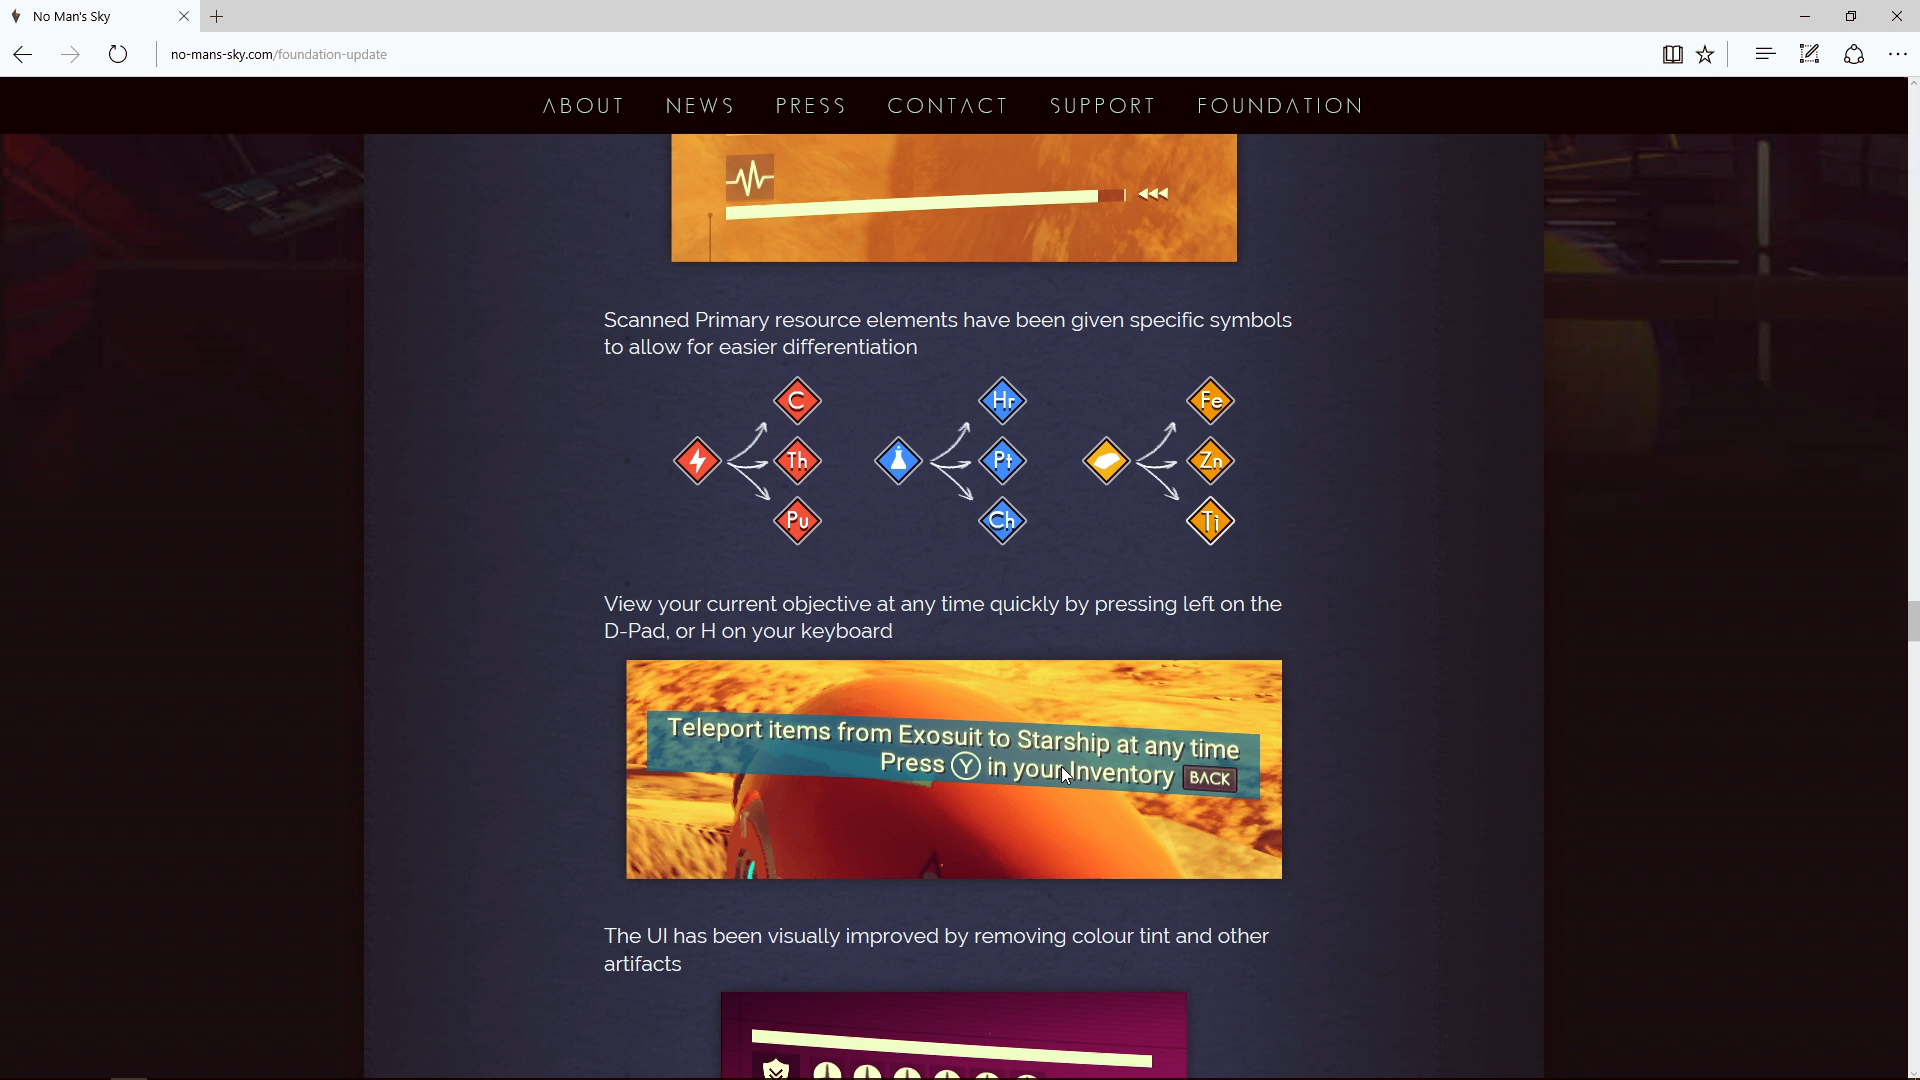 No Man's Sky
no-mans-sky.com/foundation-update
ABOUT NEWS PRESS CONTACT SUPPORT FOUNDATION
Scanned Primary resource elements have been given specific symbols
to allow for easier differentiation
C Hr Fe
Th Pt Zn
Pu Ch Ti
View your current objective at any time quickly by pressing left on the
D-Pad, or H on your keyboard
Teleport items from Exosuit to Starship at any time
Press Y in your Inventory BACK
The UI has been visually improved by removing colour tint and other
artifacts